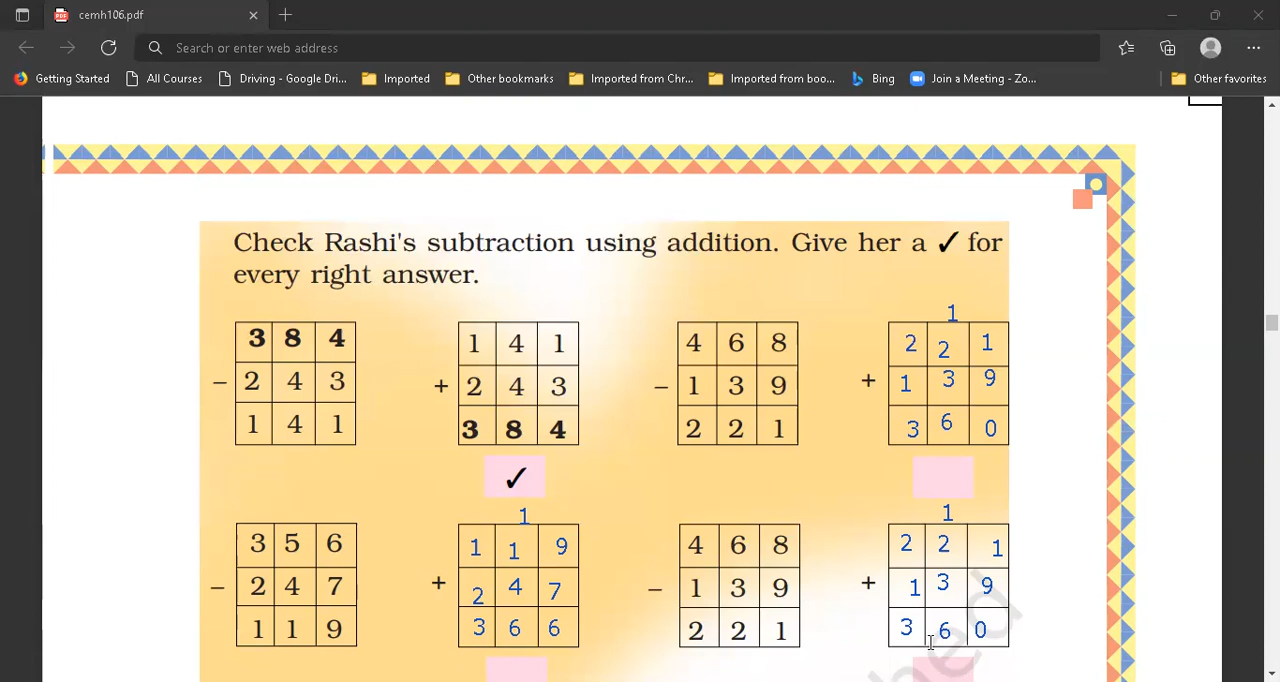 cemh106.pdf
Search or enter web address
Getting Started All Courses Driving - Google Dri... Imported Other bookmarks Imported from Chr... Imported from boo... Bing Join a Meeting - Zo... Other favorites
Check Rashi's subtraction using addition. Give her a ✓ for
every right answer.
1
3 8 4 1 4 1 4 6 8 2 2 1
- 2 4 3 + 2 4 3 - 1 3 9 + 1 3 9
1 4 1 3 8 4 2 2 1 3 6 0
✓
1 1
3 5 6 1 1 9 4 6 8 2 2 1
- 2 4 7 + 2 4 7 - 1 3 9 + 1 3 9
1 1 9 3 6 6 2 2 1 3 6 0